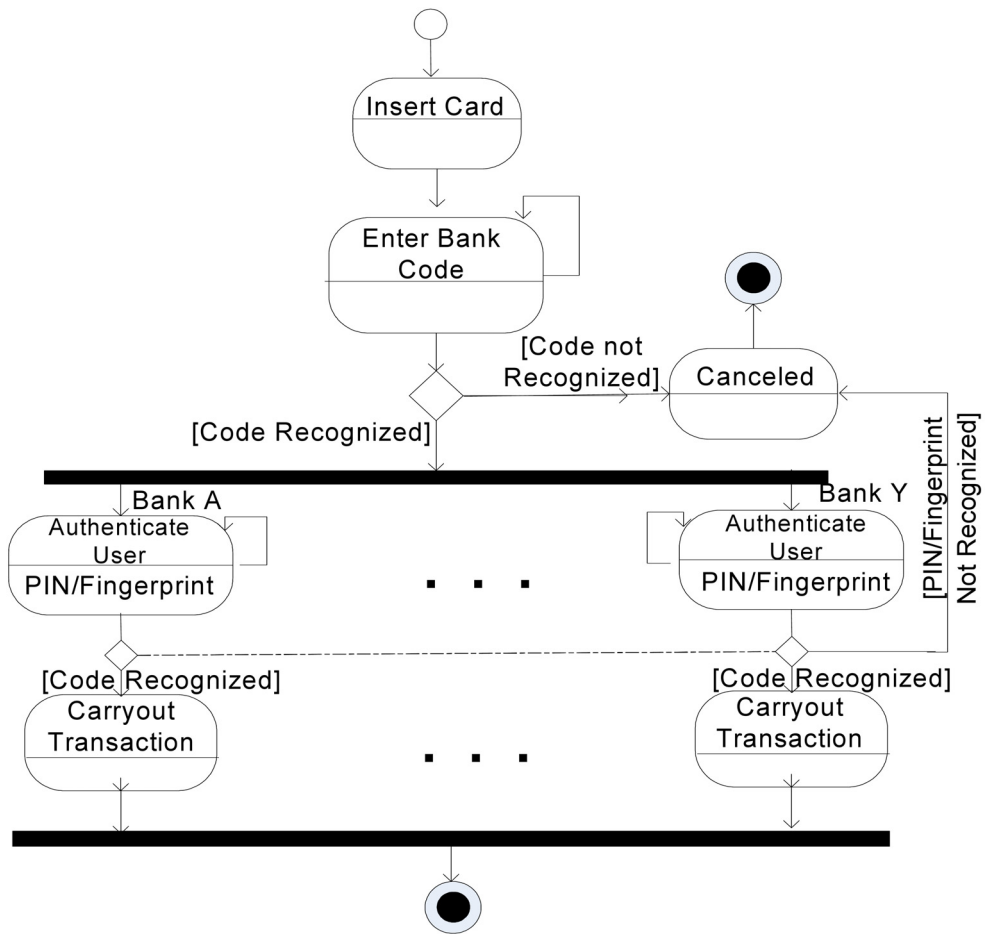 Insert Card
Enter Bank
Code
[Code not
Recognized]
Canceled
[Code Recognized]
Bank A
Bank Y
Authenticate
User
PIN/Fingerprint
Authenticate
User
PIN/Fingerprint
[PIN/Fingerprint
Not Recognized]
[Code Recognized]
[Code Recognized]
Carryout
Transaction
Carryout
Transaction